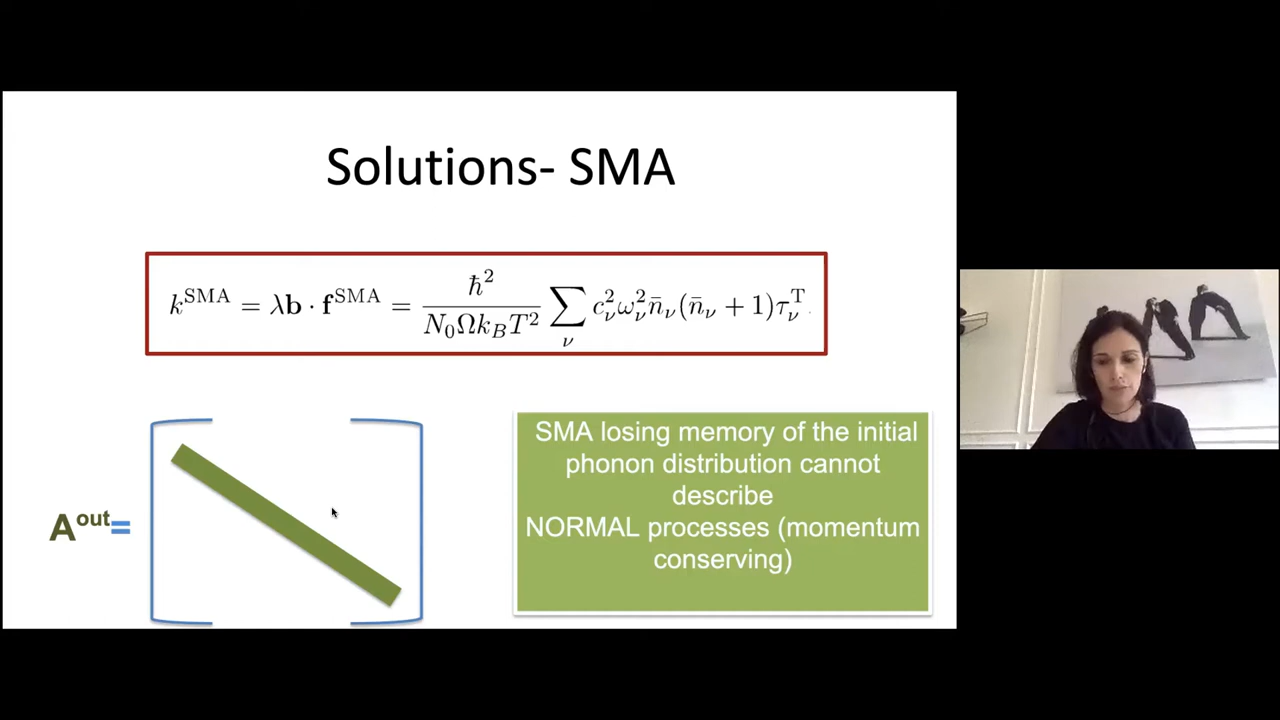 Solutions- SMA
k^SMA = λb · f^SMA = ħ²/(N₀Ωk_BT²) ∑_ν c_ν² ω_ν² n̄_ν(n̄_ν + 1)τ_ν^T
SMA losing memory of the initial
phonon distribution cannot
describe
NORMAL processes (momentum
conserving)
A^out=